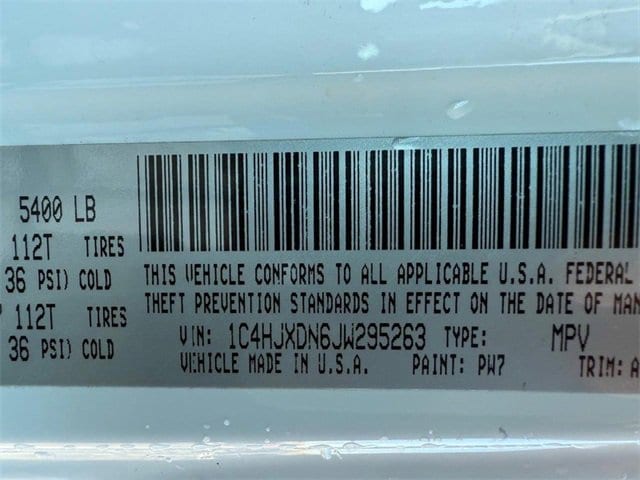 5400 LB
112T TIRES
36 PSI) COLD
112T TIRES
36 PSI) COLD
THIS VEHICLE CONFORMS TO ALL APPLICABLE U.S.A. FEDERAL
THEFT PREVENTION STANDARDS IN EFFECT ON THE DATE OF MAN
VIN: 1C4HJXDN6JW295263 TYPE: MPV
VEHICLE MADE IN U.S.A. PAINT: PW7 TRIM: A